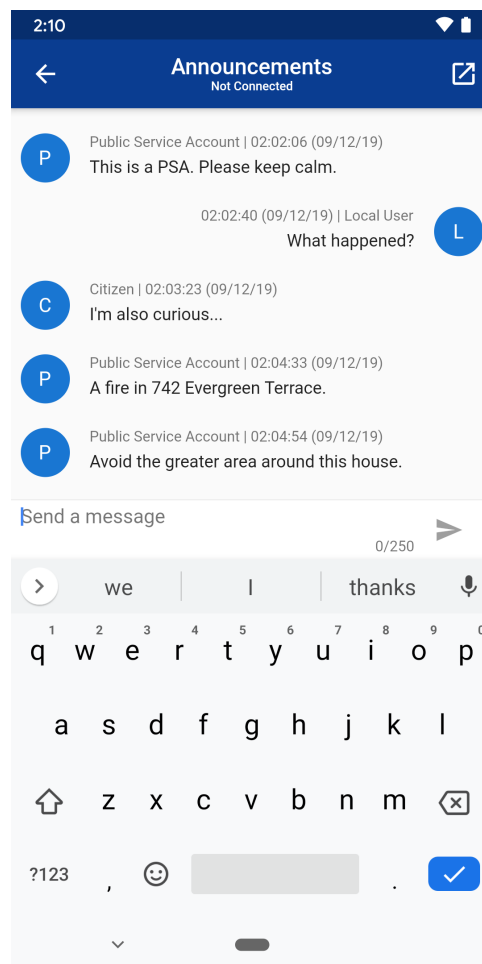 2:10
Announcements
Not Connected
P
Public Service Account | 02:02:06 (09/12/19)
This is a PSA. Please keep calm.
02:02:40 (09/12/19) | Local User
What happened?
L
C
Citizen | 02:03:23 (09/12/19)
I'm also curious...
P
Public Service Account | 02:04:33 (09/12/19)
A fire in 742 Evergreen Terrace.
P
Public Service Account | 02:04:54 (09/12/19)
Avoid the greater area around this house.
Send a message
0/250
we I thanks
1 2 3 4 5 6 7 8 9 0
q w e r t y u i o p
a s d f g h j k l
z x c v b n m
?123 , .